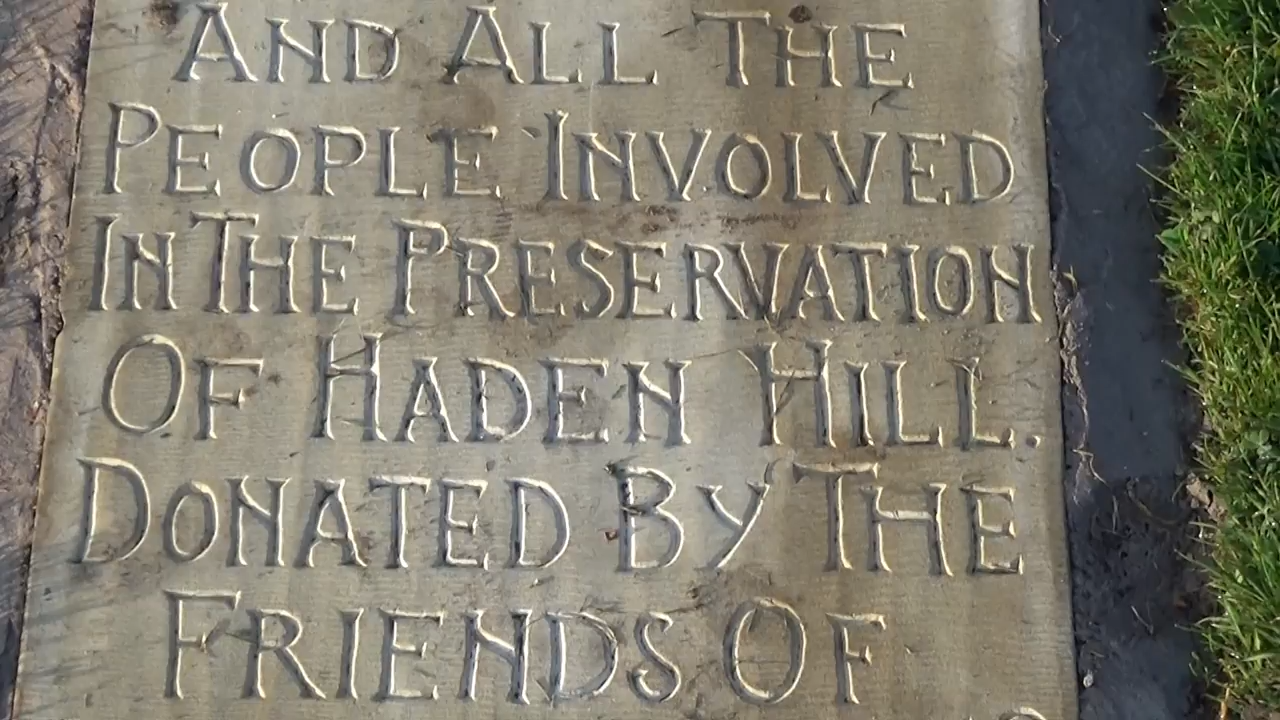 AND ALL THE
PEOPLE INVOLVED
IN THE PRESERVATION
OF HADEN HILL.
DONATED BY THE
FRIENDS OF